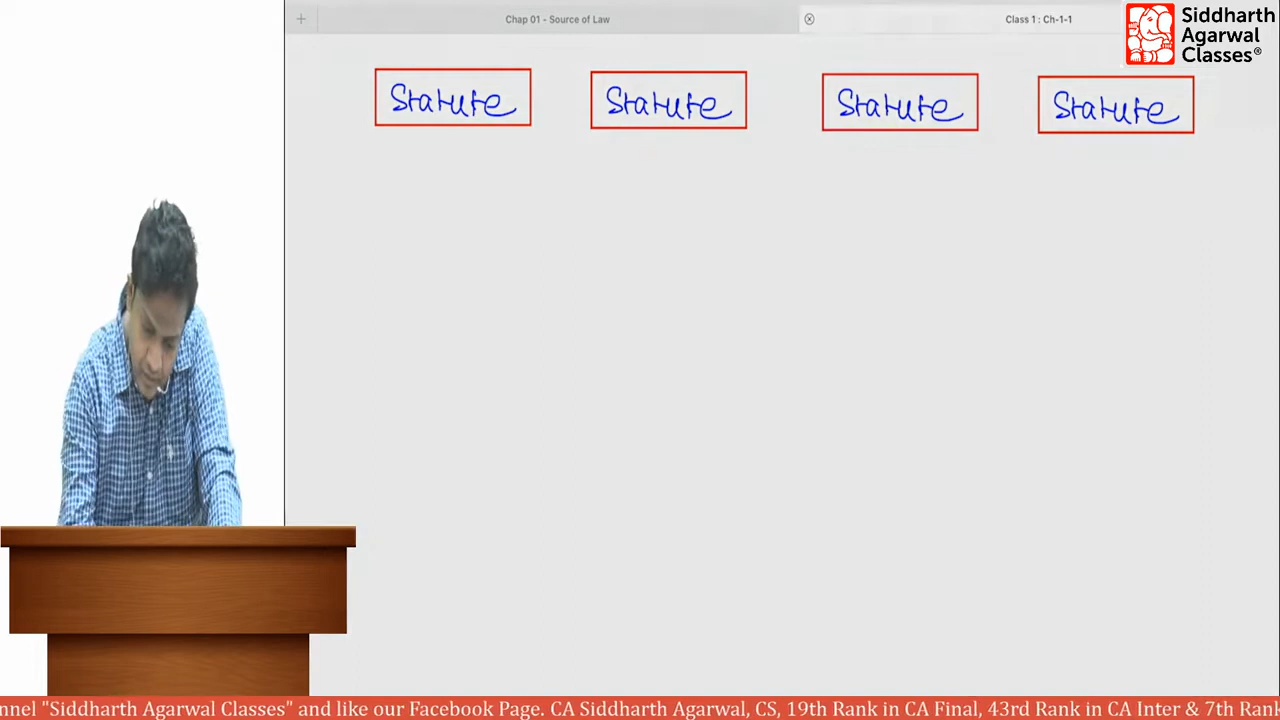 +
Chap 01 - Source of Law
Class 1 : Ch-1-1
Siddharth
Agarwal
Classes®
Statute Statute Statute Statute
nnel "Siddharth Agarwal Classes" and like our Facebook Page. CA Siddharth Agarwal, CS, 19th Rank in CA Final, 43rd Rank in CA Inter & 7th Rank